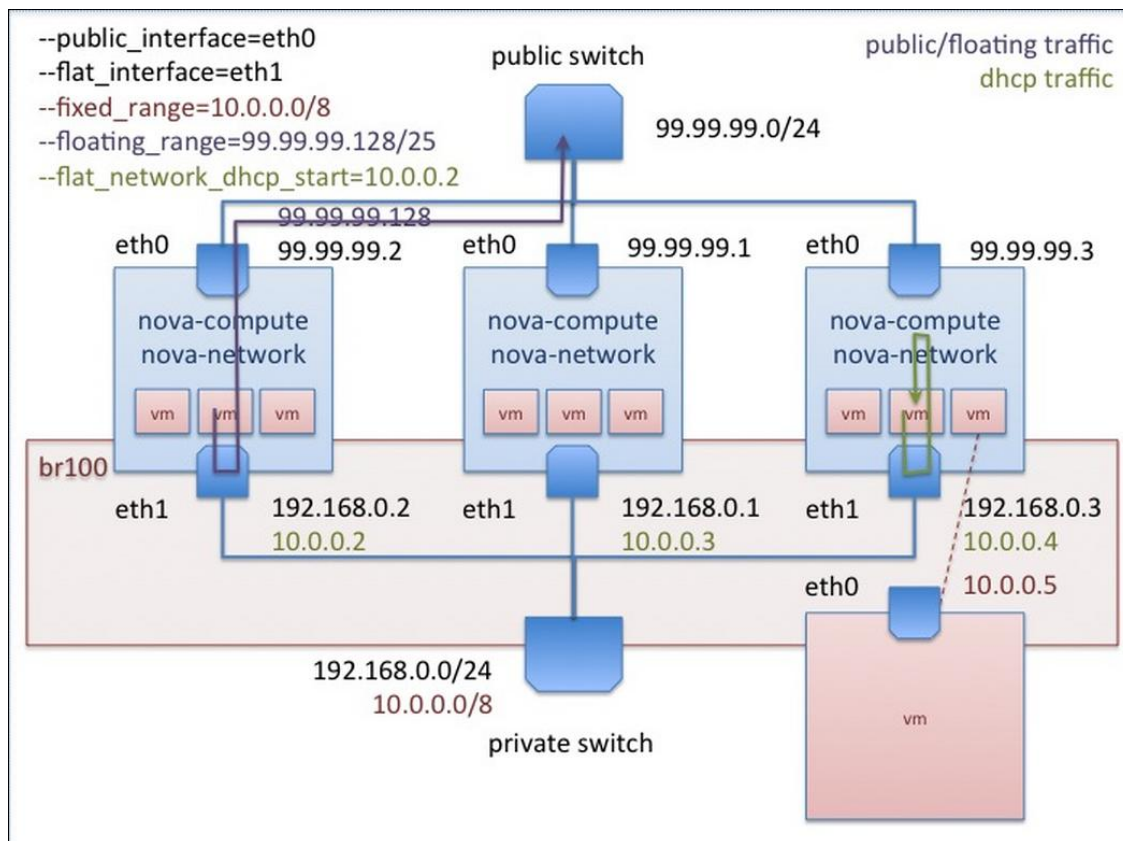 --public_interface=eth0
--flat_interface=eth1
--fixed_range=10.0.0.0/8
--floating_range=99.99.99.128/25
--flat_network_dhcp_start=10.0.0.2
public switch
public/floating traffic
dhcp traffic
99.99.99.0/24
99.99.99.128
eth0
99.99.99.2
eth0
99.99.99.1
eth0
99.99.99.3
nova-compute
nova-network
nova-compute
nova-network
nova-compute
nova-network
vm
vm
vm
vm
vm
vm
vm
vm
vm
br100
eth1
192.168.0.2
10.0.0.2
eth1
192.168.0.1
10.0.0.3
eth1
192.168.0.3
10.0.0.4
eth0
10.0.0.5
192.168.0.0/24
10.0.0.0/8
private switch
vm